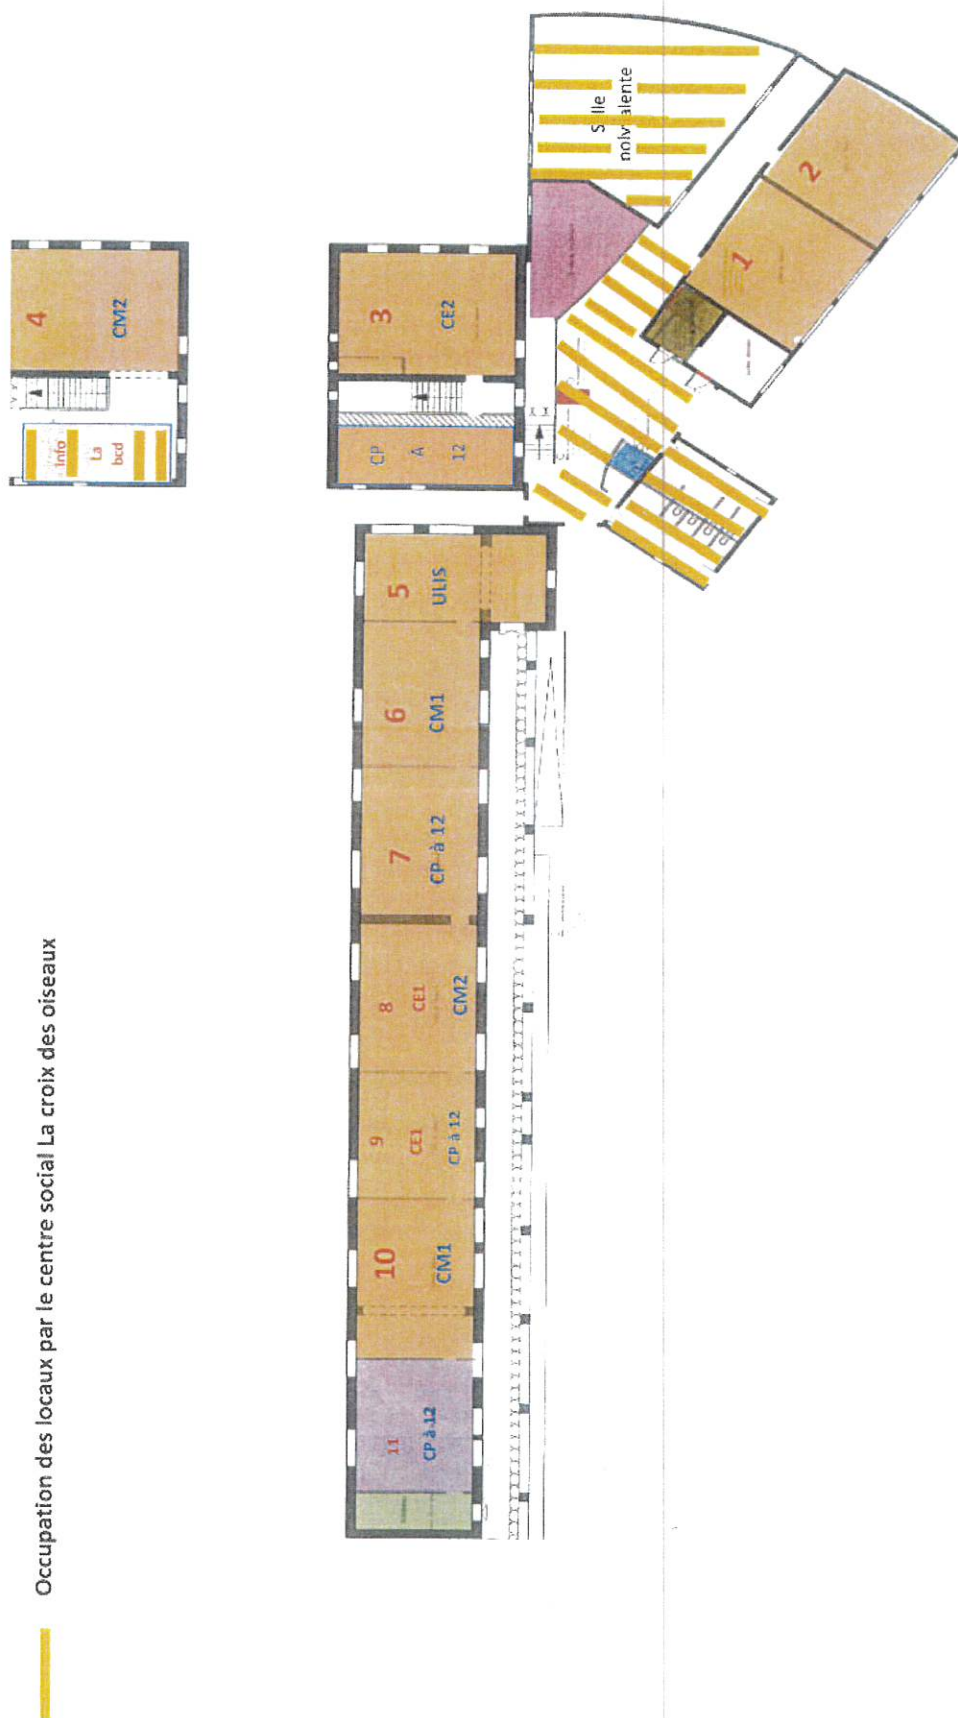 Occupation des locaux par le centre social La croix des oiseaux
4
CM2
Info
La
bcd
3
CE2
CP
A
12
S lle
polyvalente
2
1
5
ULIS
6
CM1
7
CP à 12
8
CE1
CM2
9
CE1
CP à 12
10
CM1
11
CP à 12